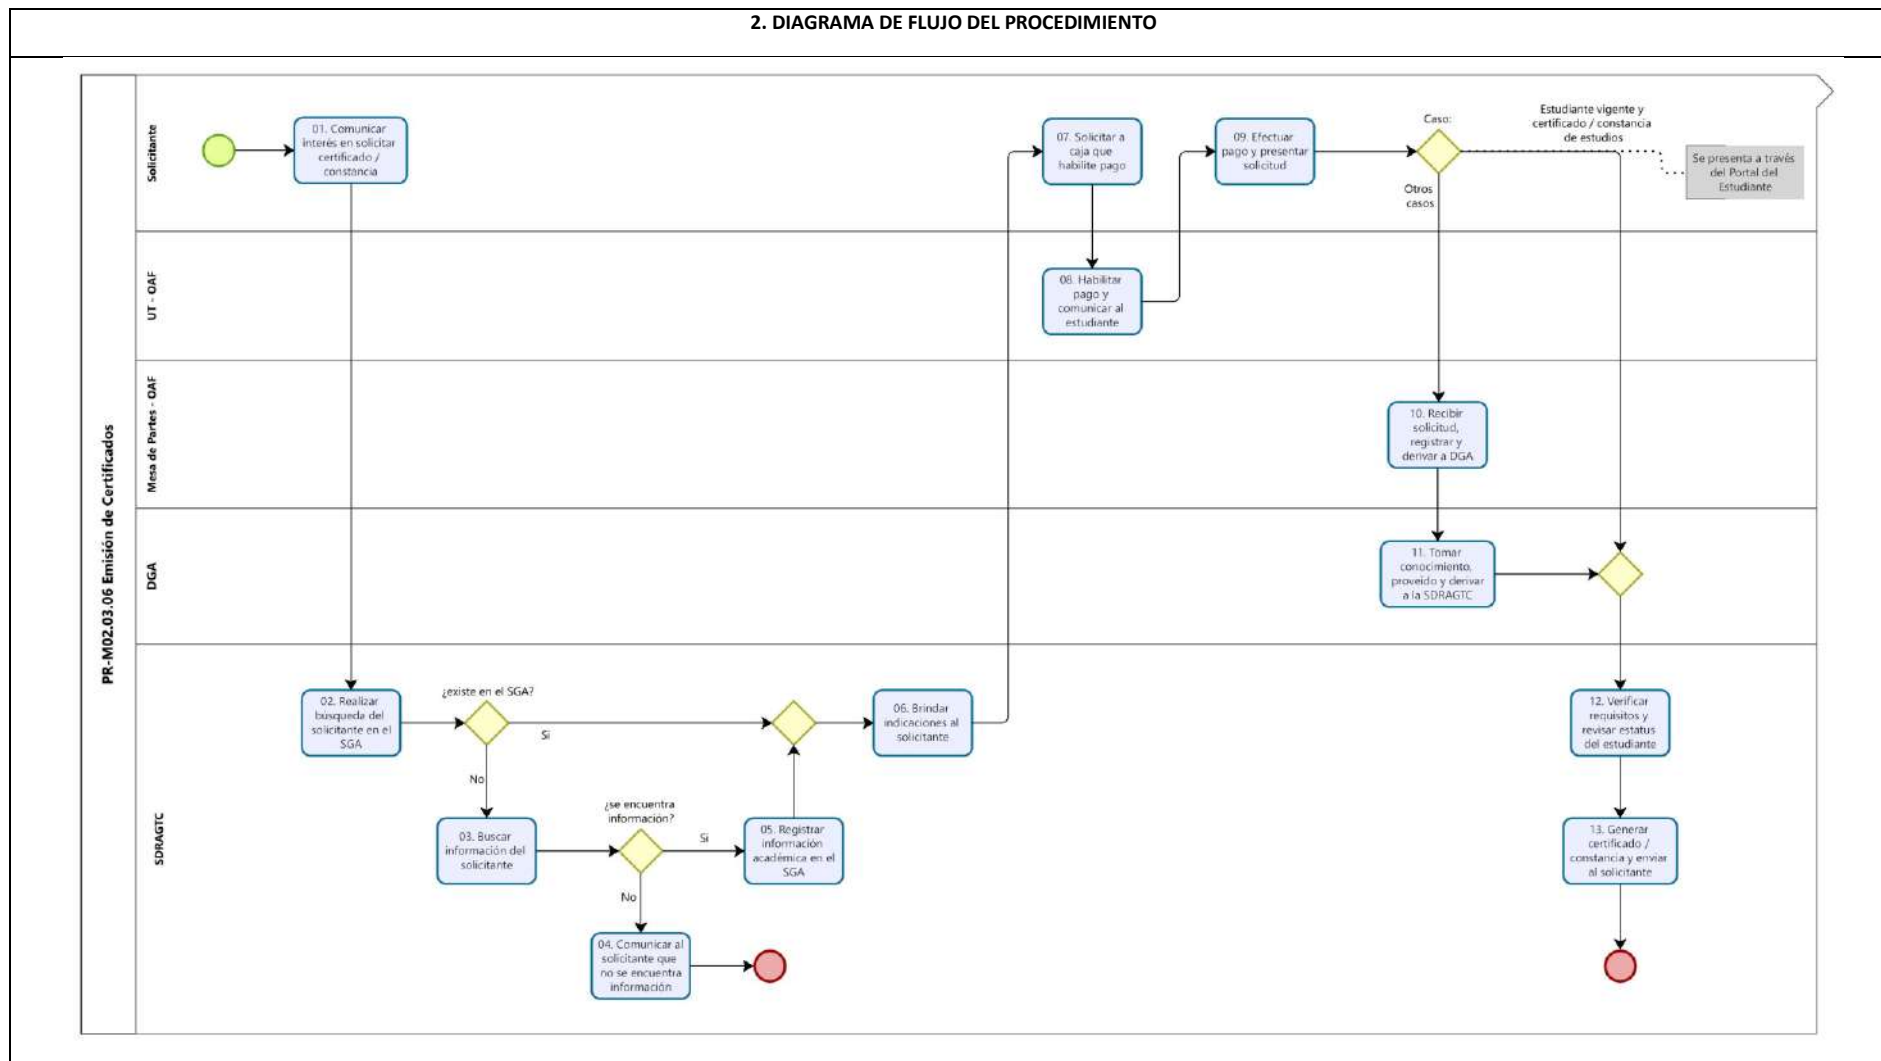 2. DIAGRAMA DE FLUJO DEL PROCEDIMIENTO
PR-M02.03.06 Emisión de Certificados
Solicitante
01. Comunicar
interés en solicitar
certificado /
constancia
07. Solicitar a
caja que
habilite pago
09. Efectuar
pago y presentar
solicitud
Caso:
Estudiante vigente y
certificado / constancia
de estudios
Se presenta a través
del Portal del
Estudiante
Otros
casos
UT - OAF
08. Habilitar
pago y
comunicar al
estudiante
Mesa de Partes - OAF
10. Recibir
solicitud,
registrar y
derivar a DGA
DGA
11. Tomar
conocimiento,
proveido y derivar
a la SDRAGTC
SDRAGTC
02. Realizar
búsqueda del
solicitante en el
SGA
¿existe en el SGA?
Si
No
03. Buscar
información del
solicitante
¿se encuentra
información?
Si
No
04. Comunicar al
solicitante que
no se encuentra
información
05. Registrar
información
académica en el
SGA
06. Brindar
indicaciones al
solicitante
12. Verificar
requisitos y
revisar estatus
del estudiante
13. Generar
certificado /
constancia y enviar
al solicitante